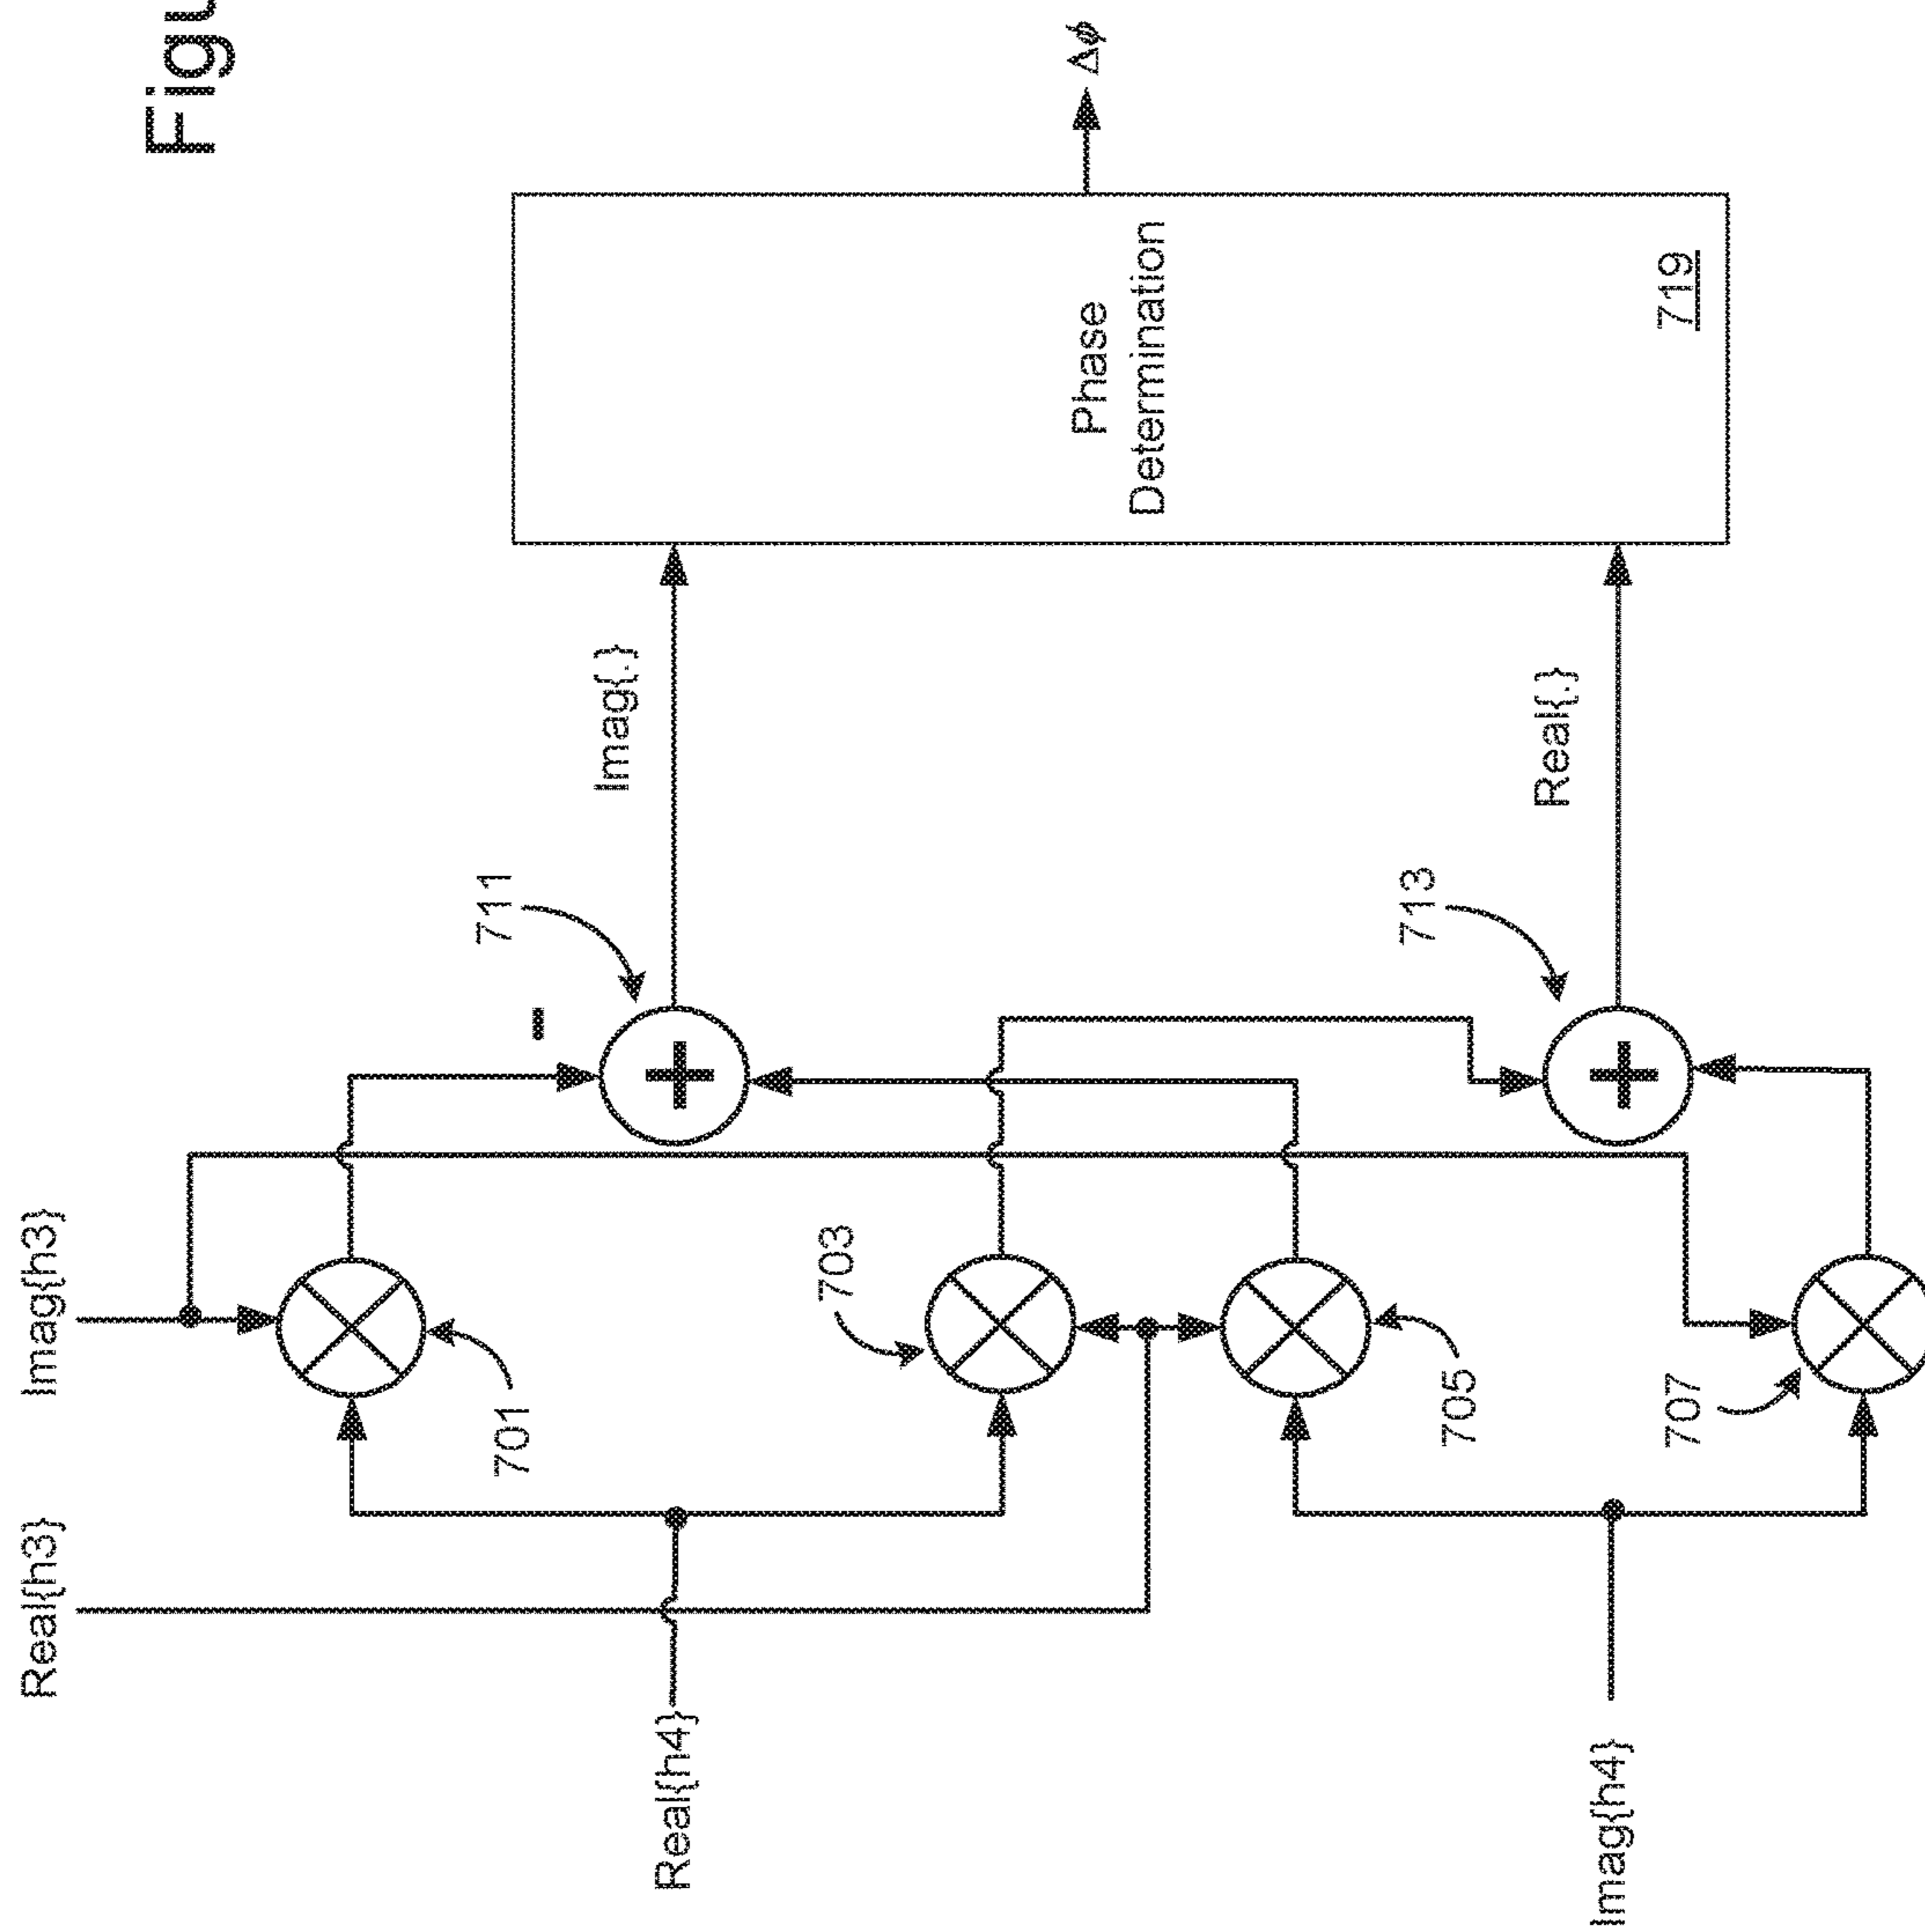 Figu
Imag{h3}
Real{h3}
Real{h4}
Imag{h4}
701
703
705
707
-
711
+
713
+
Imag{.}
Real{.}
Phase
Determination
719
Δϕ